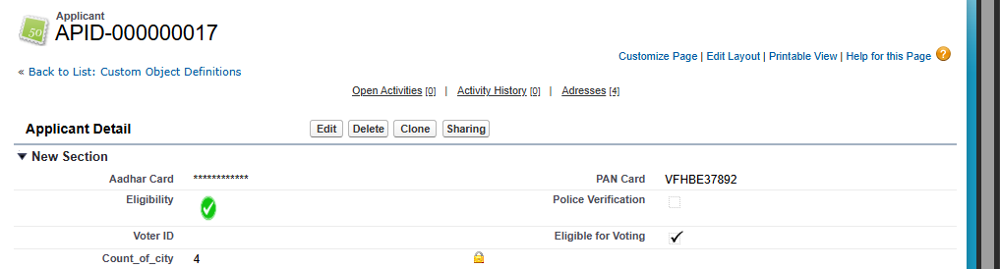 Applicant
50
APID-000000017
Customize Page | Edit Layout | Printable View | Help for this Page ?
« Back to List: Custom Object Definitions
Open Activities [0] | Activity History [0] | Adresses [4]
Applicant Detail Edit Delete Clone Sharing
New Section
Aadhar Card ************ PAN Card VFHBE37892
Eligibility Police Verification
Voter ID Eligible for Voting
Count_of_city 4